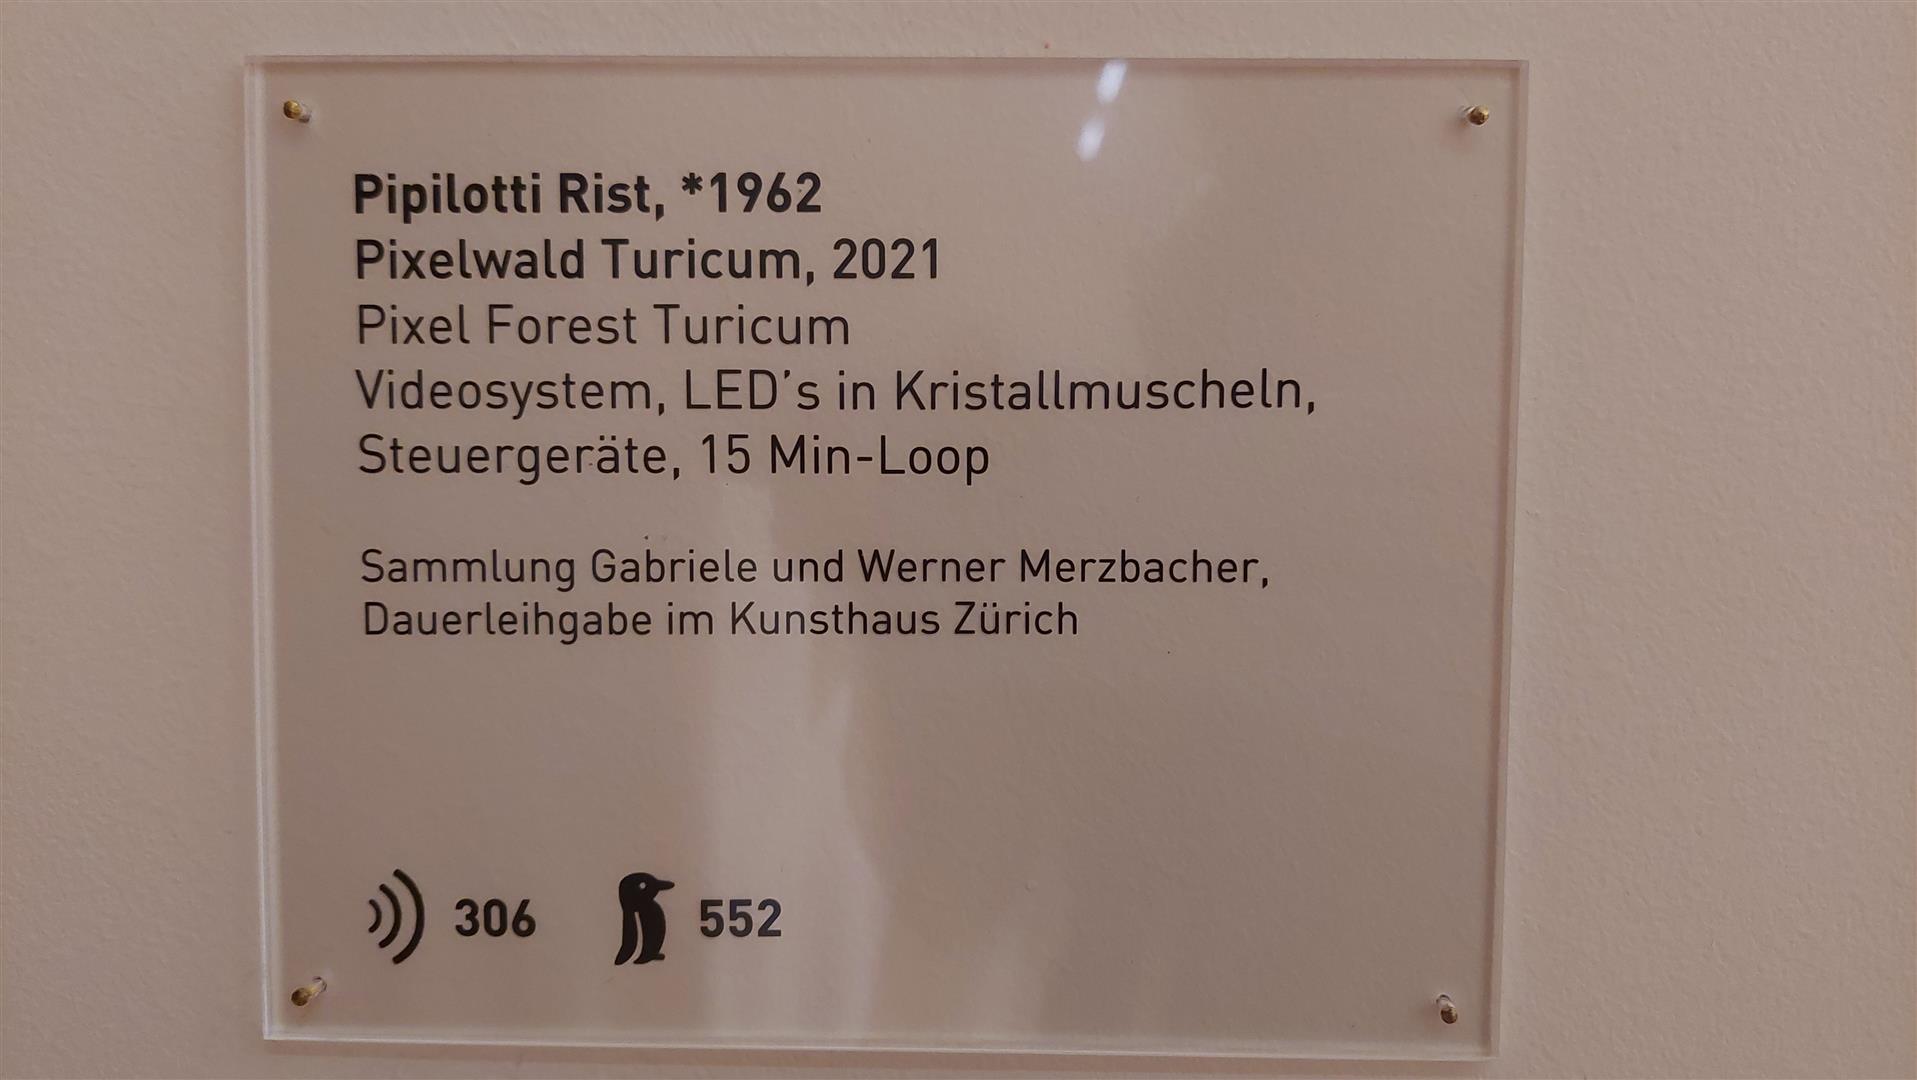 Pipilotti Rist, *1962
Pixelwald Turicum, 2021
Pixel Forest Turicum
Videosystem, LED's in Kristallmuscheln,
Steuergeräte, 15 Min-Loop
Sammlung Gabriele und Werner Merzbacher,
Dauerleihgabe im Kunsthaus Zürich
306 552